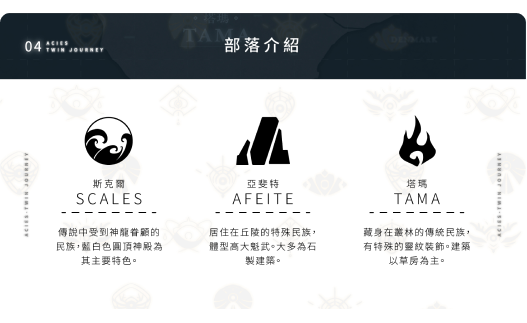 塔瑪
TAMA
04 ACIES
TWIN JOURNEY
部落介紹
斯克爾
SCALES
傳說中受到神龍眷顧的
民族，藍白色圓頂神殿為
其主要特色。
亞斐特
AFEITE
居住在丘陵的特殊民族，
體型高大魁武。大多為石
製建築。
塔瑪
TAMA
藏身在叢林的傳統民族，
有特殊的靈紋裝飾。建築
以草房為主。
ACIES·TWIN JOURNEY
ACIES·TWIN JOURNEY